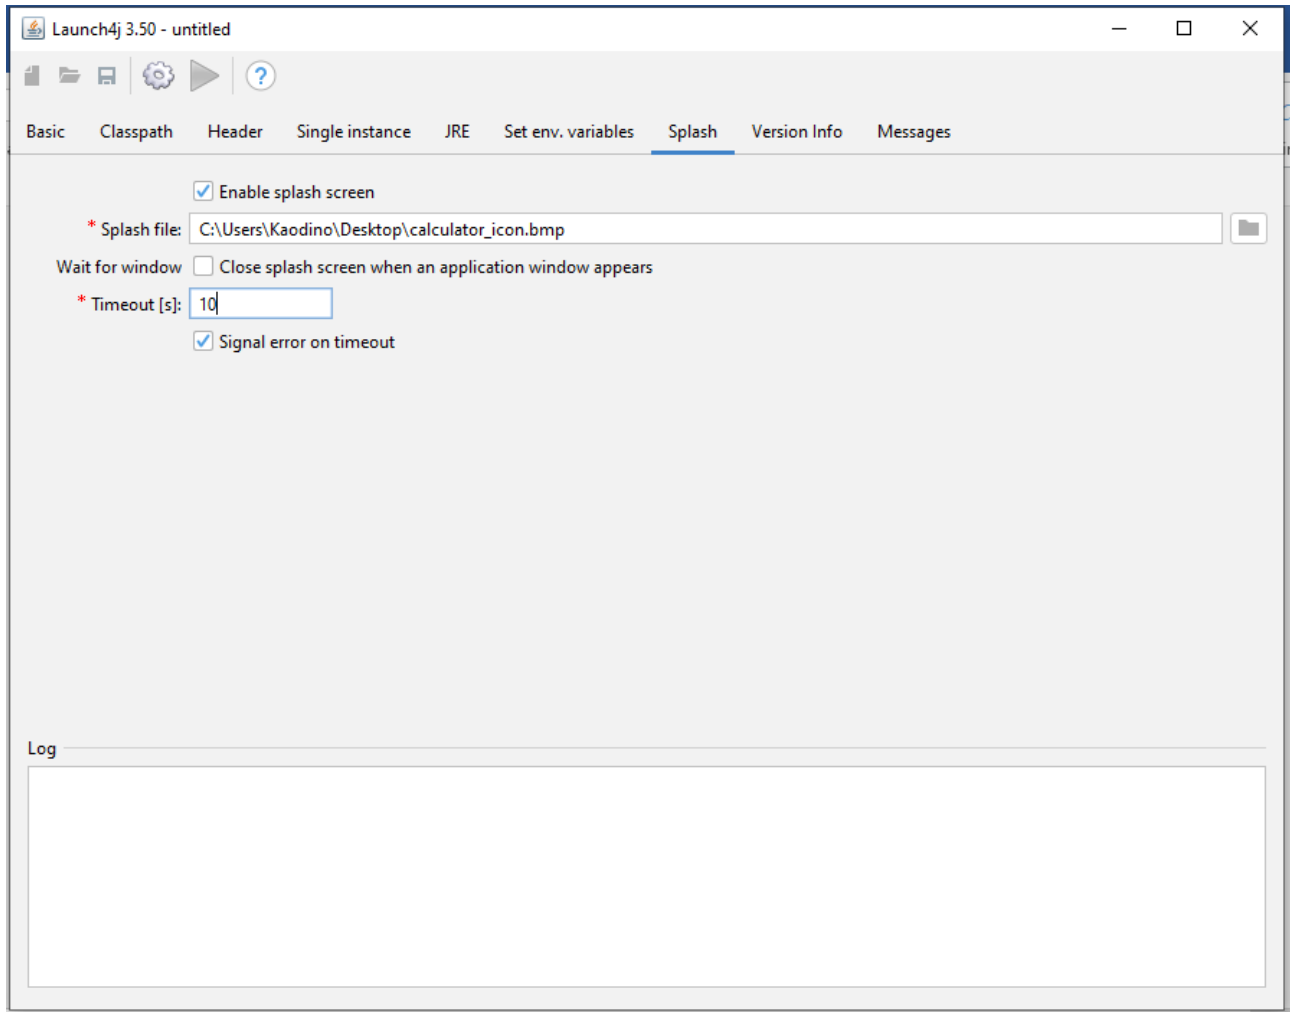 Launch4j 3.50 - untitled
?
Basic Classpath Header Single instance JRE Set env. variables Splash Version Info Messages
Enable splash screen
* Splash file: C:\Users\Kaodino\Desktop\calculator_icon.bmp
Wait for window Close splash screen when an application window appears
* Timeout [s]: 10
Signal error on timeout
Log